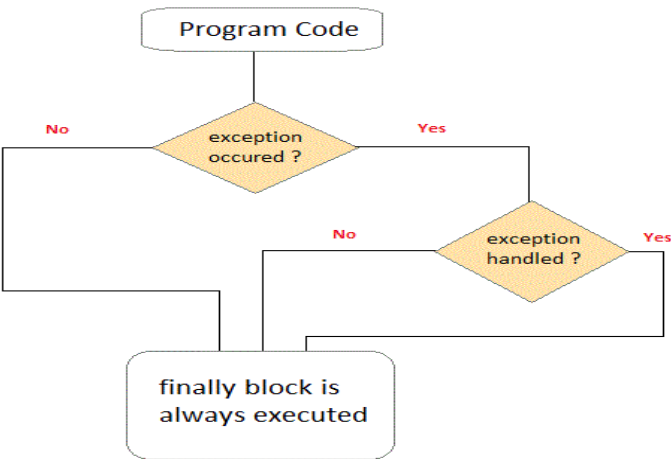 Program Code
No
Yes
exception
occured ?
No
Yes
exception
handled ?
finally block is
always executed